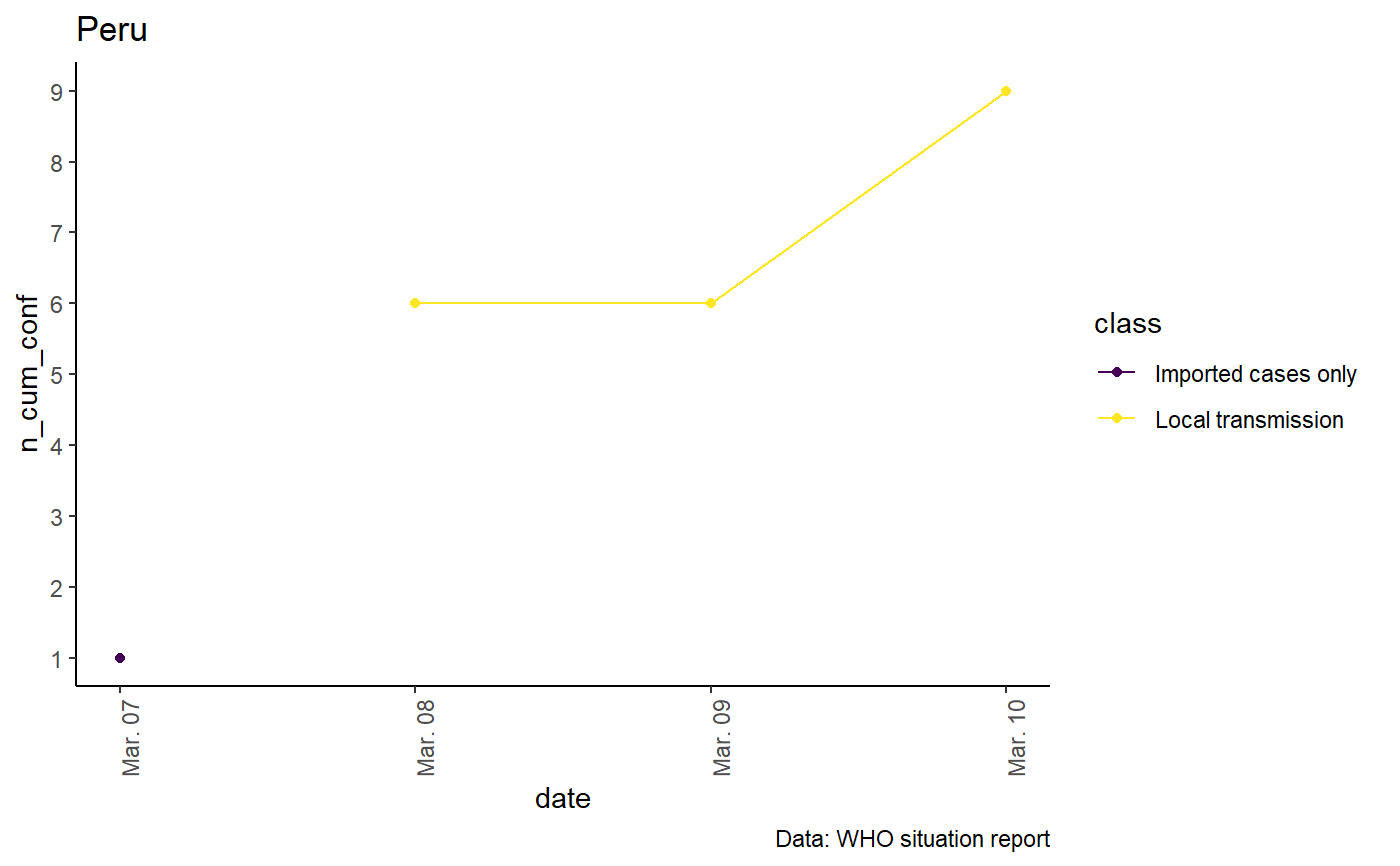 Peru
n_cum_conf
9
8
7
6
5
4
3
2
1
Mar. 07
Mar. 08
Mar. 09
Mar. 10
date
class
Imported cases only
Local transmission
Data: WHO situation report